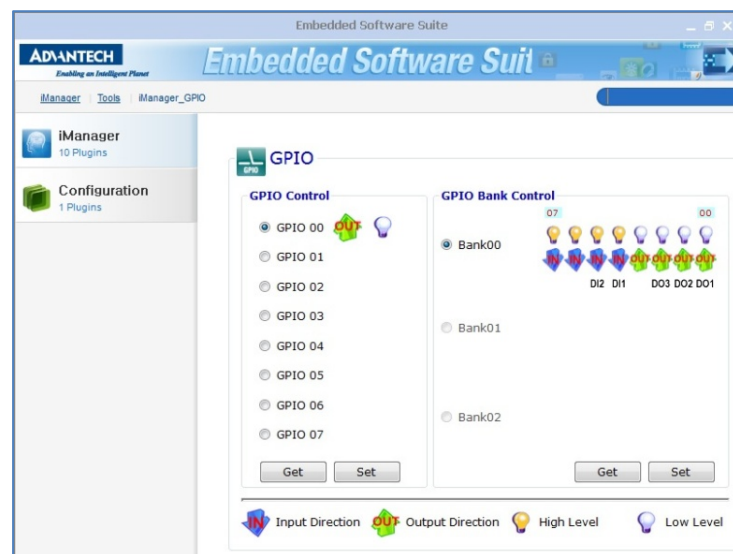 Embedded Software Suite
ADVANTECH
Enabling an Intelligent Planet
Embedded Software Suit
iManager Tools iManager_GPIO
iManager
10 Plugins
Configuration
1 Plugins
GPIO
GPIO
GPIO Control
GPIO 00 OUT
GPIO 01
GPIO 02
GPIO 03
GPIO 04
GPIO 05
GPIO 06
GPIO 07
Get Set
GPIO Bank Control
07 00
Bank00
IN IN IN IN OUT OUT OUT OUT
DI2 DI1 DO3 DO2 DO1
Bank01
Bank02
Get Set
IN Input Direction OUT Output Direction High Level Low Level